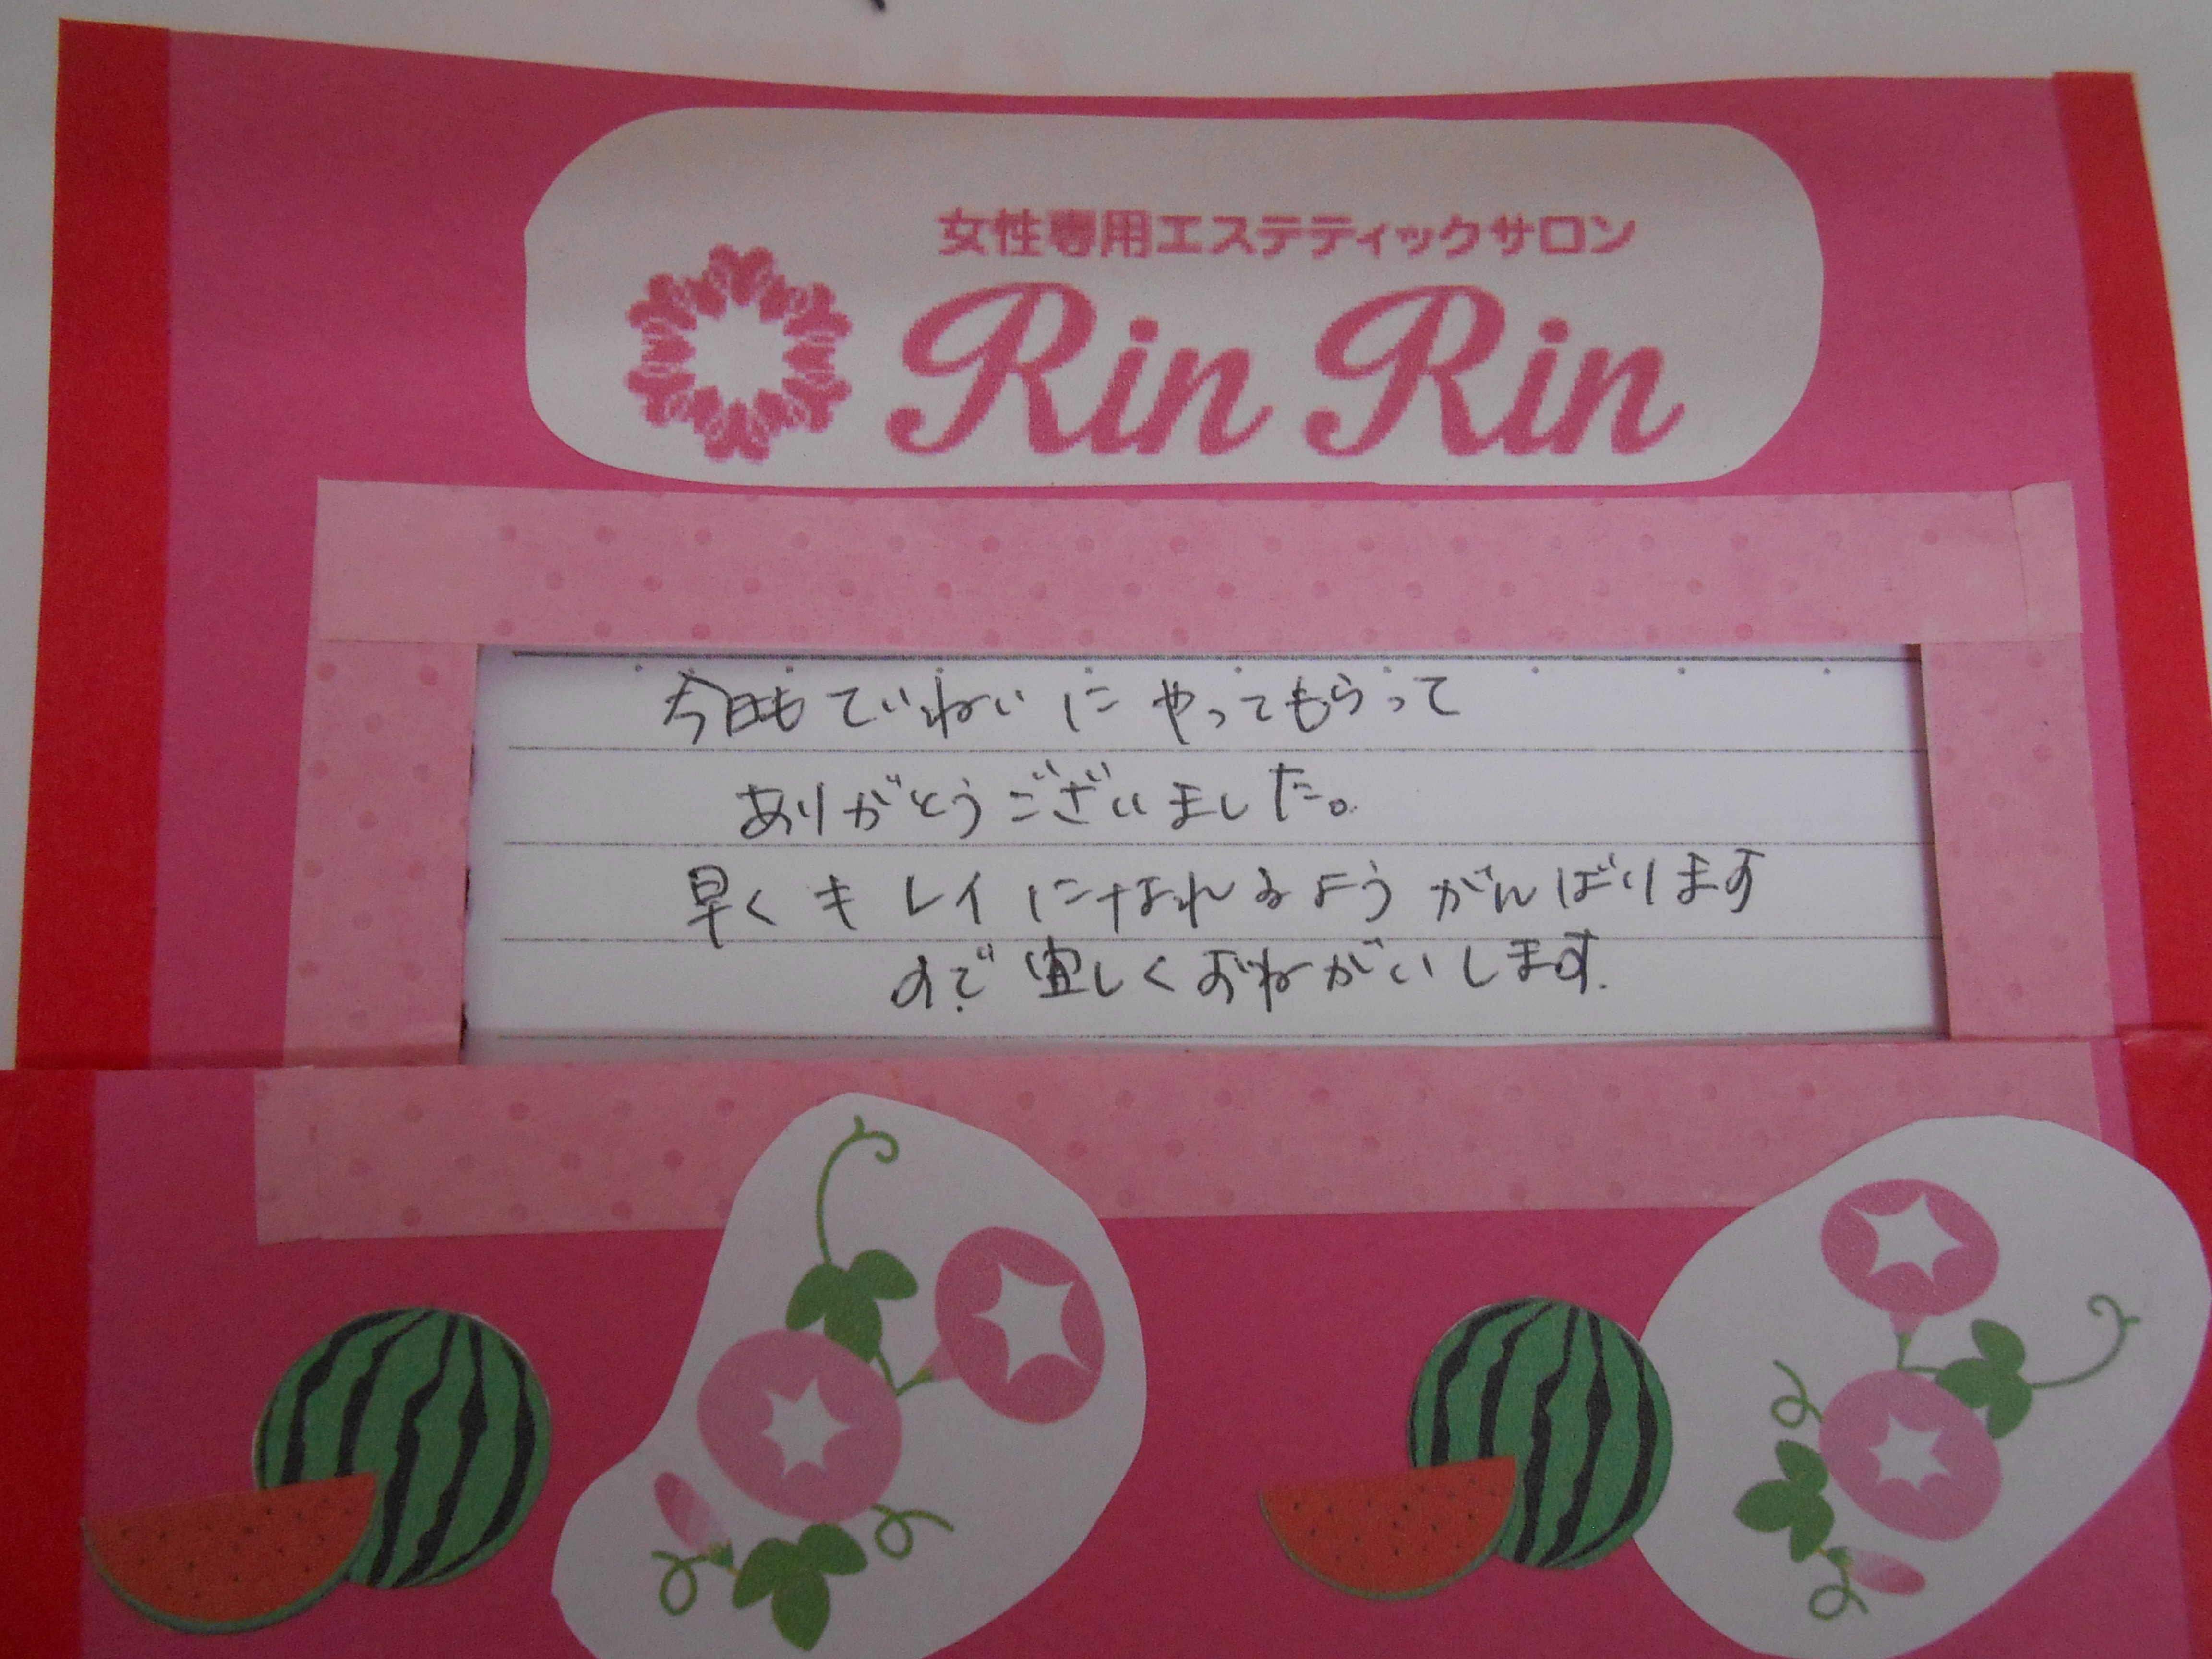 女性専用エステティックサロン
Rin Rin
今日もていねいにやってもらって
ありがとうございました。
早くキレイになれるようがんばります
ので宜しくおねがいします.